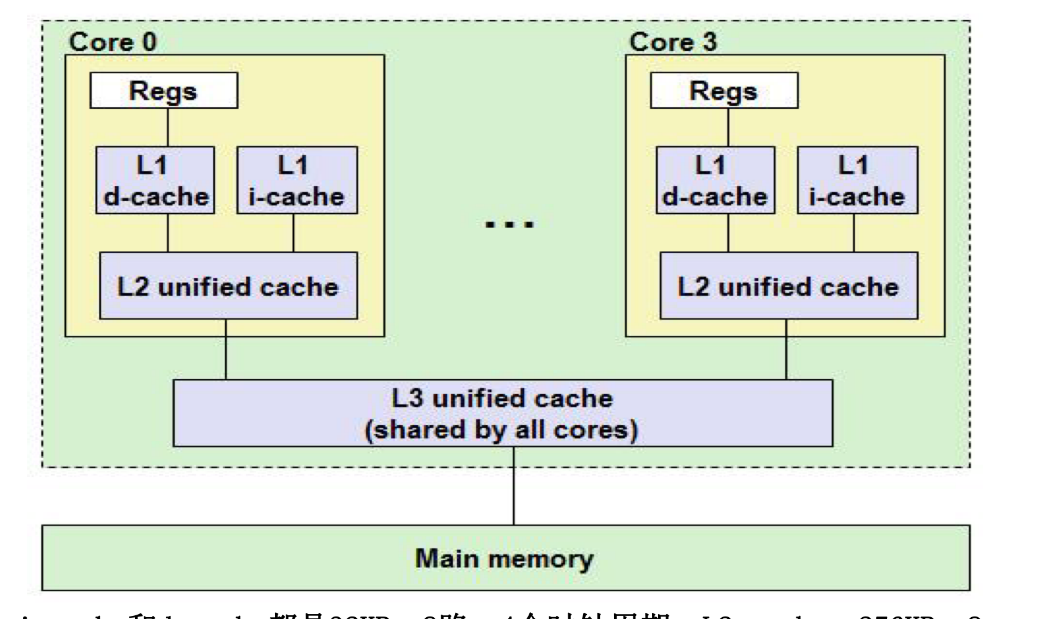 Core 0
Core 3
Regs
Regs
L1
d-cache
L1
i-cache
L1
d-cache
L1
i-cache
...
L2 unified cache
L2 unified cache
L3 unified cache
(shared by all cores)
Main memory